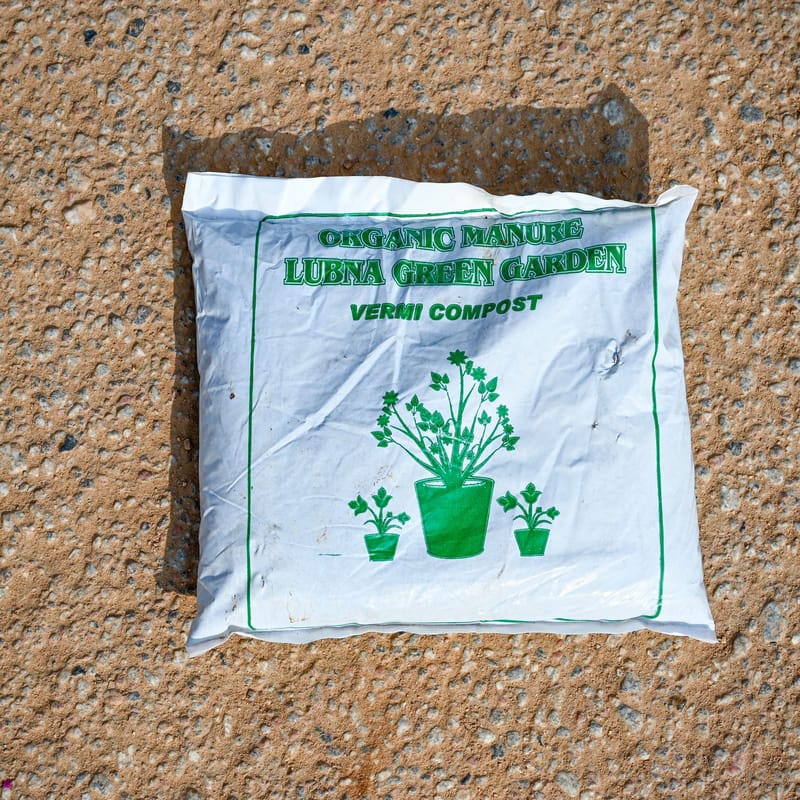 ORGANIC MANURE
LUBNA GREEN GARDEN
VERMI COMPOST